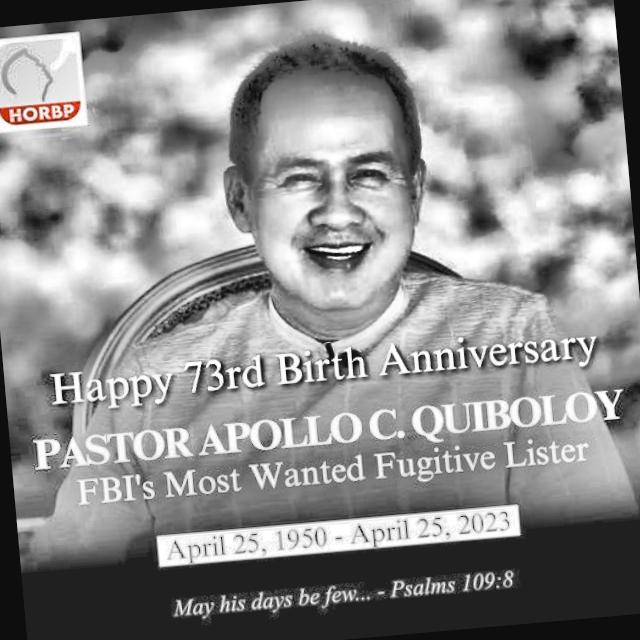 HORBP
Happy 73rd Birth Anniversary
PASTOR APOLLO C. QUIBOLOY
FBI's Most Wanted Fugitive Lister
April 25, 1950 - April 25, 2023
May his days be few... - Psalms 109:8